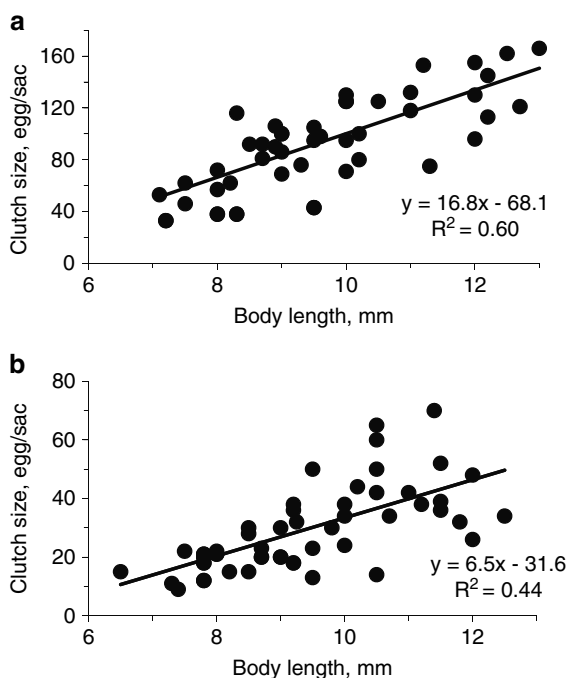 a
160
120
80
40
0
Clutch size, egg/sac
y = 16.8x - 68.1
R² = 0.60
6 8 10 12
Body length, mm
b
80
60
40
20
0
Clutch size, egg/sac
y = 6.5x - 31.6
R² = 0.44
6 8 10 12
Body length, mm